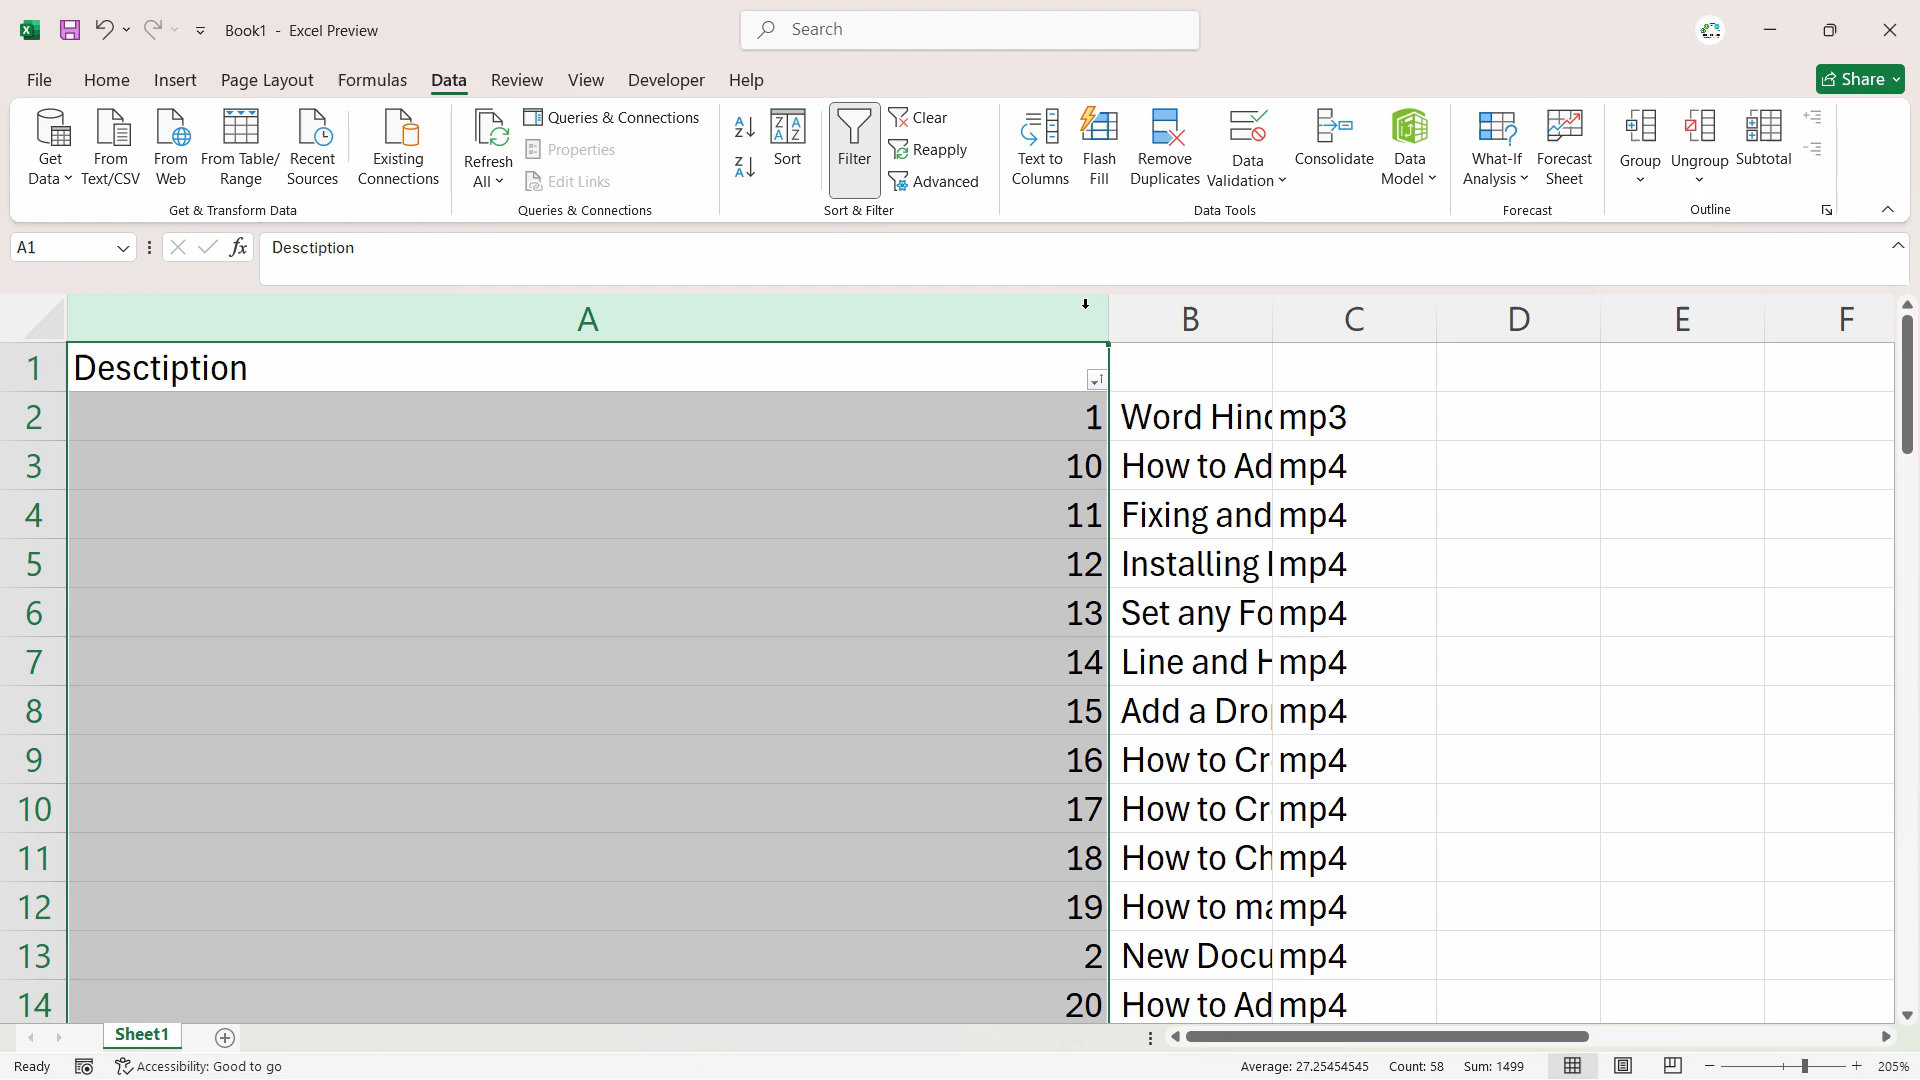 Book1 - Excel Preview
Search
File Home Insert Page Layout Formulas Data Review View Developer Help
Share
Get Data
From Text/CSV
From Web
From Table/Range
Recent Sources
Existing Connections
Get & Transform Data
Refresh All
Queries & Connections
Properties
Edit Links
Queries & Connections
Sort
Filter
Clear
Reapply
Advanced
Sort & Filter
Text to Columns
Flash Fill
Remove Duplicates
Data Validation
Consolidate
Data Model
Data Tools
What-If Analysis
Forecast Sheet
Forecast
Group
Ungroup
Subtotal
Outline
A1 fx Desctiption
A B C D E F
1 Desctiption
2 1 Word Hind mp3
3 10 How to Ad mp4
4 11 Fixing and mp4
5 12 Installing I mp4
6 13 Set any Fo mp4
7 14 Line and H mp4
8 15 Add a Dro mp4
9 16 How to Cr mp4
10 17 How to Cr mp4
11 18 How to Ch mp4
12 19 How to ma mp4
13 2 New Docu mp4
14 20 How to Ad mp4
Sheet1
Ready Accessibility: Good to go Average: 27.25454545 Count: 58 Sum: 1499 205%